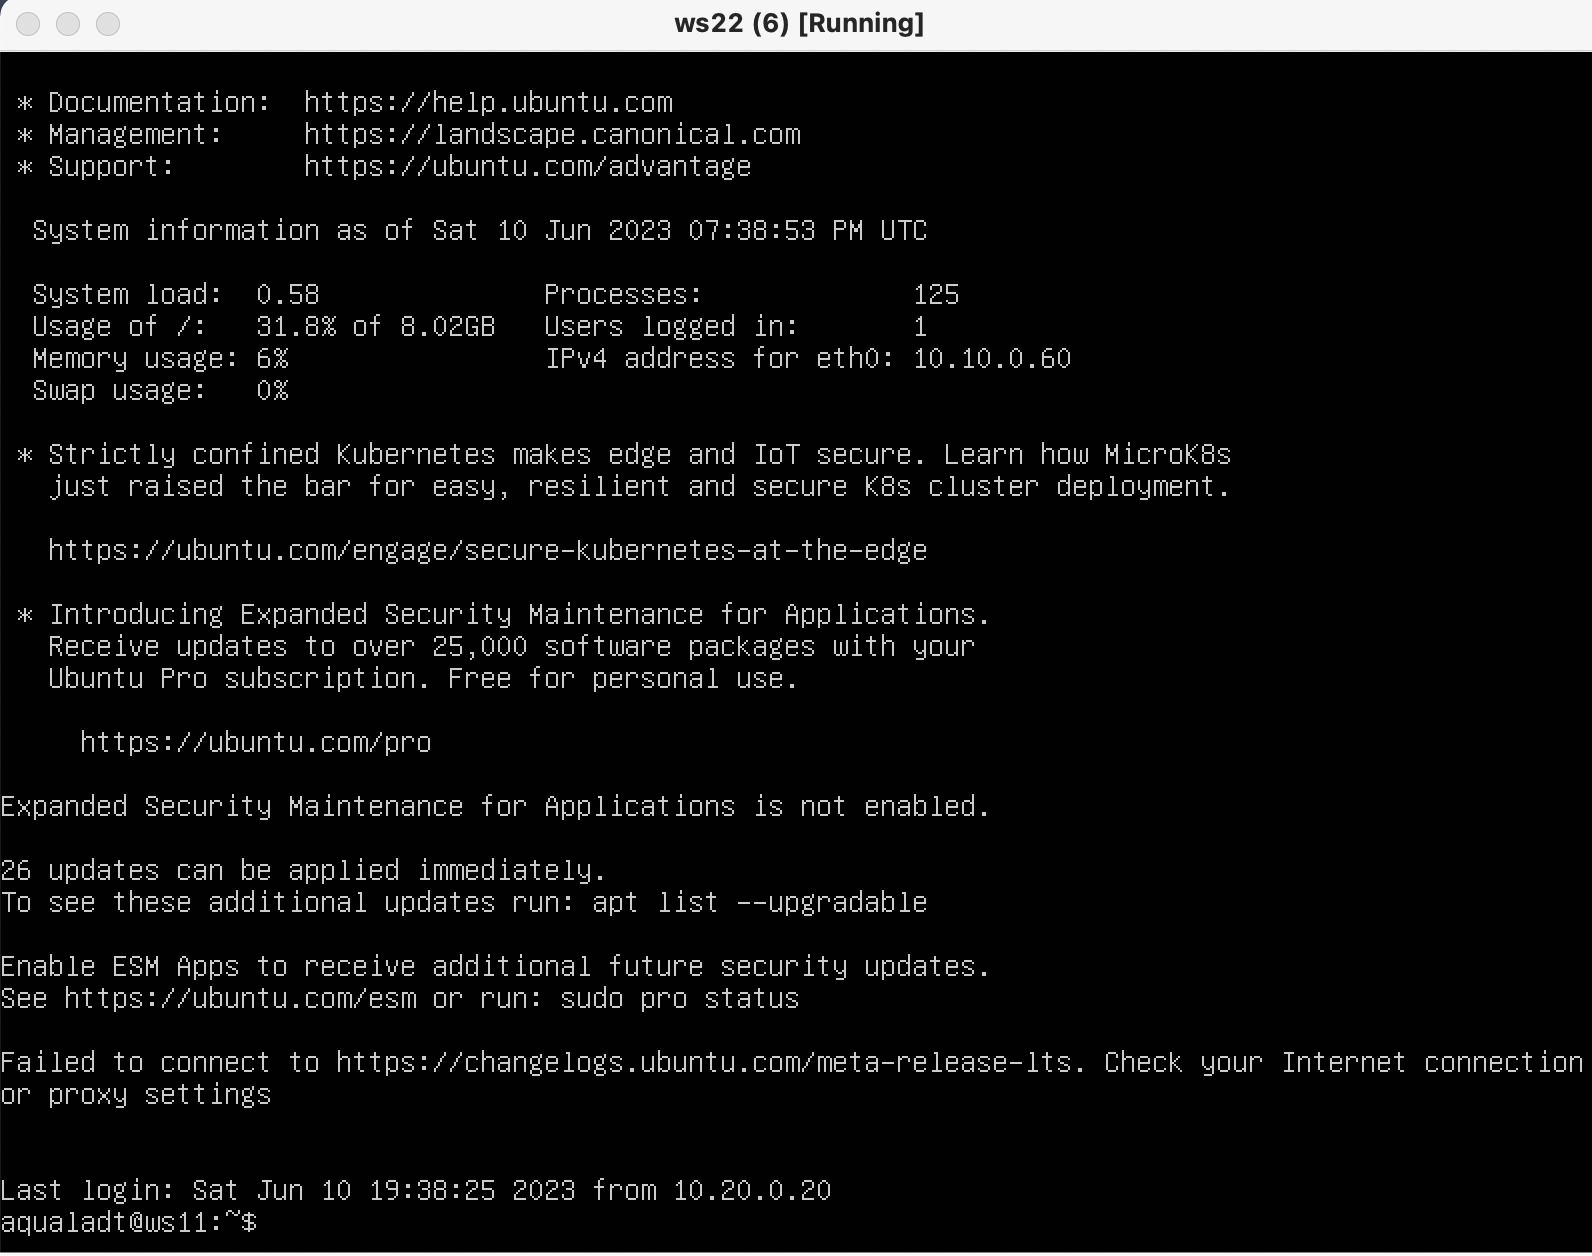 ws22 (6) [Running]
* Documentation:  https://help.ubuntu.com
* Management:     https://landscape.canonical.com
* Support:        https://ubuntu.com/advantage
System information as of Sat 10 Jun 2023 07:38:53 PM UTC
System load:  0.58              Processes:             125
Usage of /:   31.8% of 8.02GB   Users logged in:       1
Memory usage: 6%                IPv4 address for eth0: 10.10.0.60
Swap usage:   0%
* Strictly confined Kubernetes makes edge and IoT secure. Learn how MicroK8s
just raised the bar for easy, resilient and secure K8s cluster deployment.
https://ubuntu.com/engage/secure-kubernetes-at-the-edge
* Introducing Expanded Security Maintenance for Applications.
Receive updates to over 25,000 software packages with your
Ubuntu Pro subscription. Free for personal use.
https://ubuntu.com/pro
Expanded Security Maintenance for Applications is not enabled.
26 updates can be applied immediately.
To see these additional updates run: apt list --upgradable
Enable ESM Apps to receive additional future security updates.
See https://ubuntu.com/esm or run: sudo pro status
Failed to connect to https://changelogs.ubuntu.com/meta-release-lts. Check your Internet connection
or proxy settings
Last login: Sat Jun 10 19:38:25 2023 from 10.20.0.20
aqualadt@ws11:~$